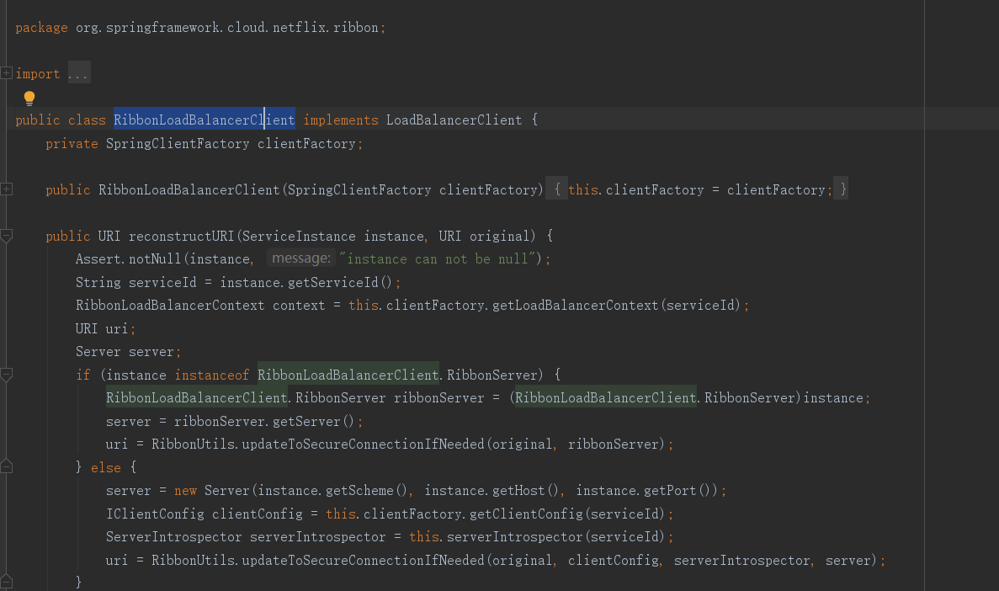 package org.springframework.cloud.netflix.ribbon;
import ...
public class RibbonLoadBalancerClient implements LoadBalancerClient {
private SpringClientFactory clientFactory;
public RibbonLoadBalancerClient(SpringClientFactory clientFactory) { this.clientFactory = clientFactory; }
public URI reconstructURI(ServiceInstance instance, URI original) {
Assert.notNull(instance, message: "instance can not be null");
String serviceId = instance.getServiceId();
RibbonLoadBalancerContext context = this.clientFactory.getLoadBalancerContext(serviceId);
URI uri;
Server server;
if (instance instanceof RibbonLoadBalancerClient.RibbonServer) {
RibbonLoadBalancerClient.RibbonServer ribbonServer = (RibbonLoadBalancerClient.RibbonServer)instance;
server = ribbonServer.getServer();
uri = RibbonUtils.updateToSecureConnectionIfNeeded(original, ribbonServer);
} else {
server = new Server(instance.getScheme(), instance.getHost(), instance.getPort());
IClientConfig clientConfig = this.clientFactory.getClientConfig(serviceId);
ServerIntrospector serverIntrospector = this.serverIntrospector(serviceId);
uri = RibbonUtils.updateToSecureConnectionIfNeeded(original, clientConfig, serverIntrospector, server);
}